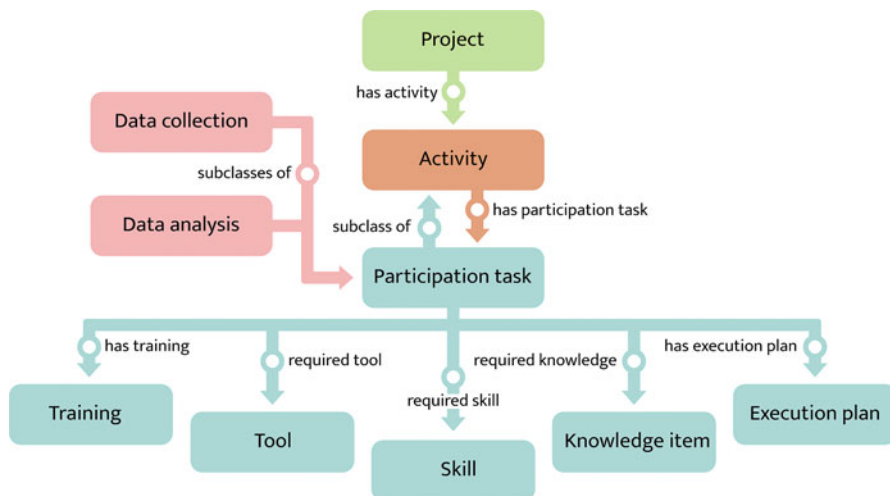 Project
has activity
Data collection
Activity
subclasses of
has participation task
Data analysis
subclass of
Participation task
has training
required tool
required knowledge
has execution plan
required skill
Training
Tool
Skill
Knowledge item
Execution plan